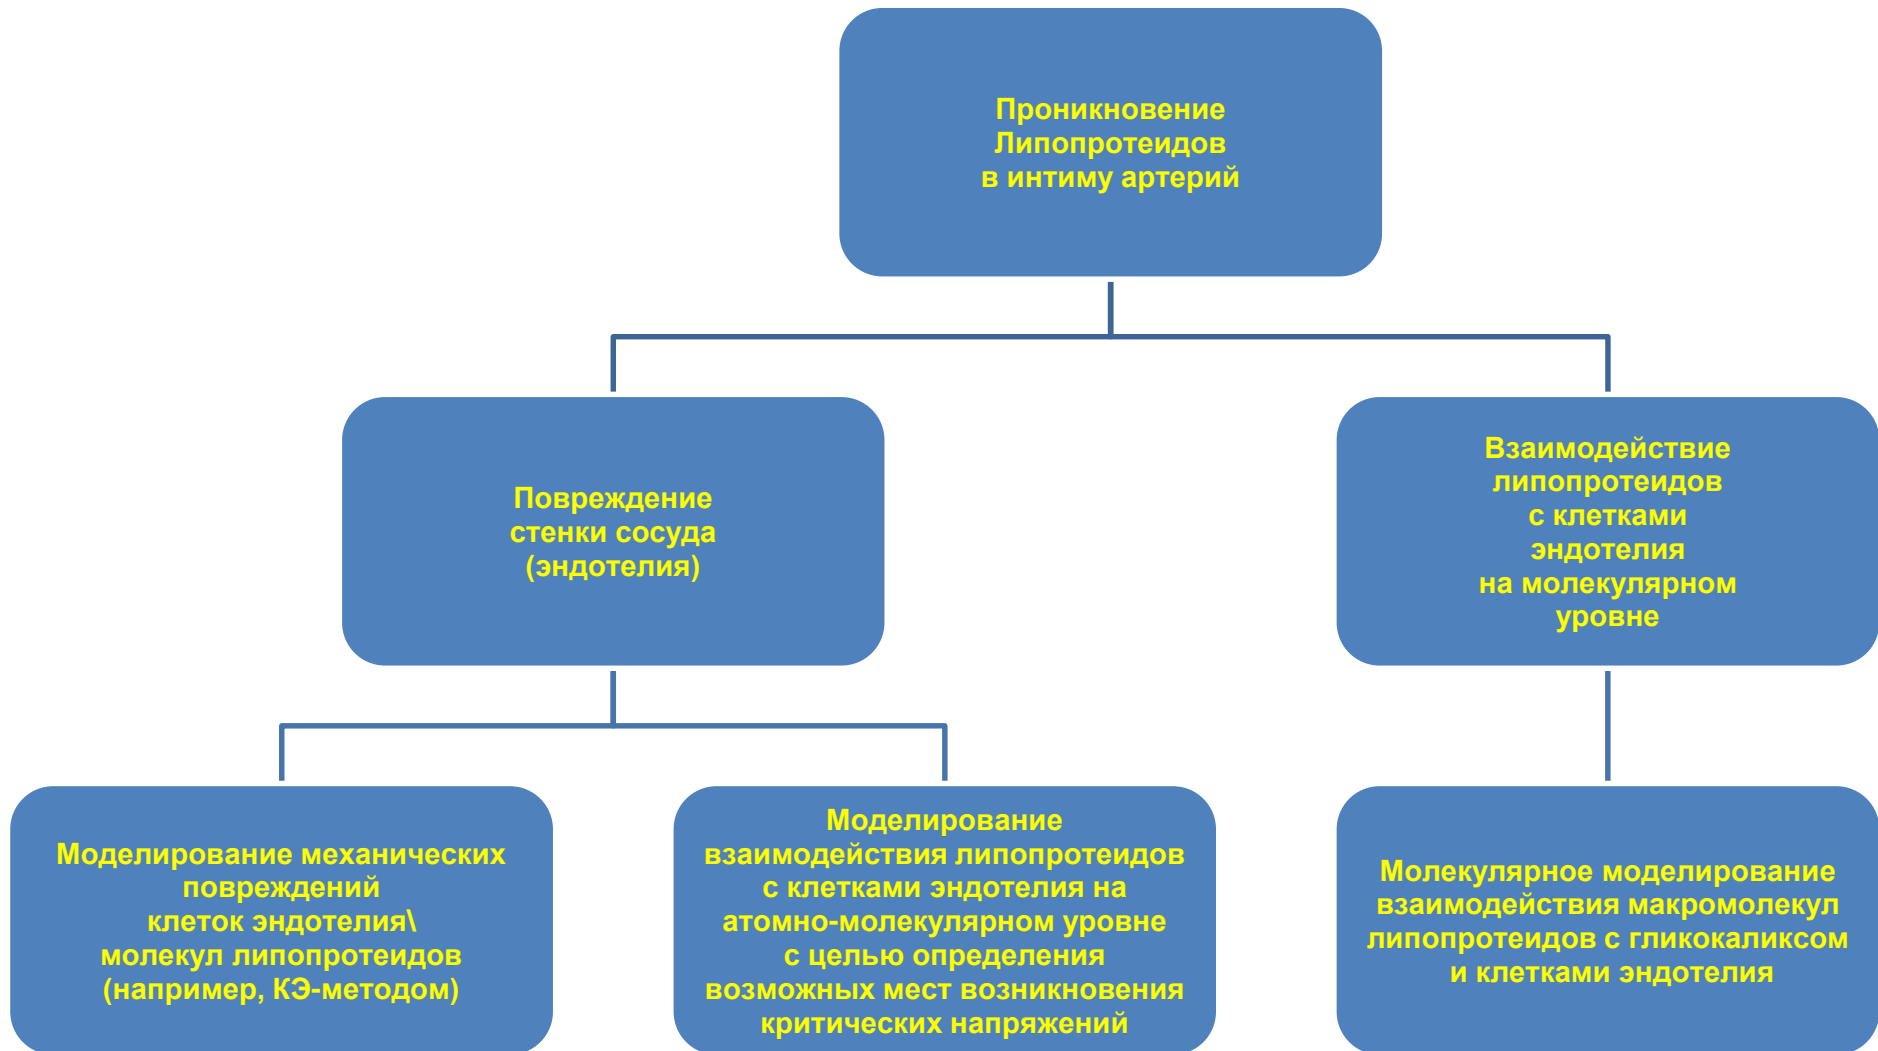 Проникновение
Липопротеидов
в интиму артерий
Повреждение
стенки сосуда
(эндотелия)
Взаимодействие
липопротеидов
с клетками
эндотелия
на молекулярном
уровне
Моделирование механических
повреждений
клеток эндотелия\
молекул липопротеидов
(например, КЭ-методом)
Моделирование
взаимодействия липопротеидов
с клетками эндотелия на
атомно-молекулярном уровне
с целью определения
возможных мест возникновения
критических напряжений
Молекулярное моделирование
взаимодействия макромолекул
липопротеидов с гликокаликсом
и клетками эндотелия